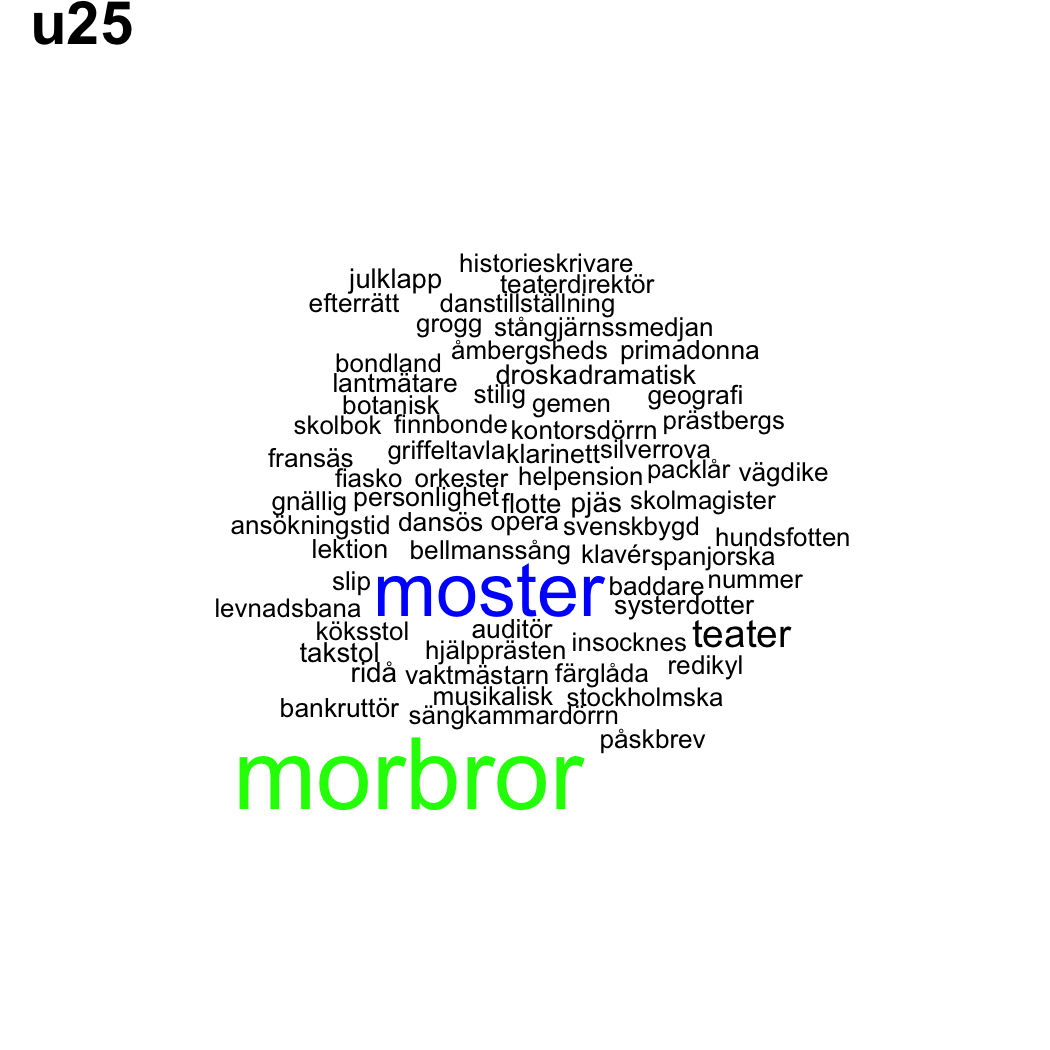 u25
historieskrivare
julklapp teaterdirektör
efterrätt danstillställning
grogg stångjärnssmedjan
åmbergsheds primadonna
bondland droskadramatisk
lantmätare stilig gemen geografi
botanisk
skolbok finnbonde kontorsdörrn prästbergs
fransäs griffeltavla klarinett silverrova
fiasko orkester helpension packlår vägdike
gnällig personlighet flotte pjäs skolmagister
ansökningstid dansös opera svenskbygd hundsfotten
lektion bellmanssång klavér spanjorska
slip moster baddare nummer
levnadsbana systerdotter
köksstol auditör insocknes teater
takstol hjälpprästen
ridå vaktmästarn färglåda redikyl
musikalisk stockholmska
bankruttör sängkammardörrn
påskbrev
morbror